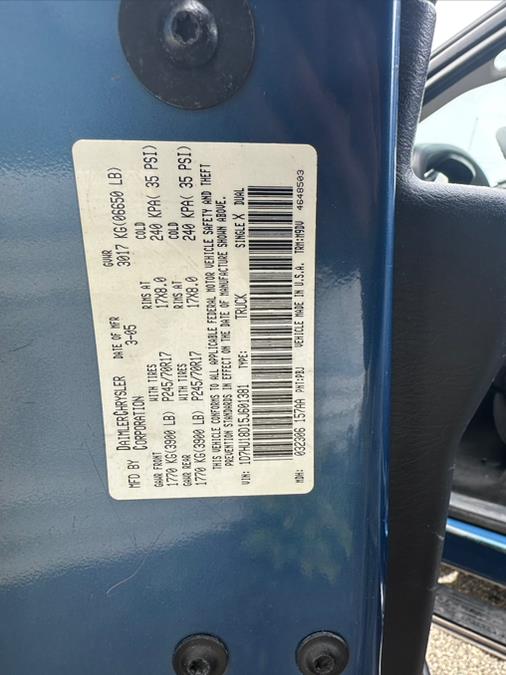 MFD BY DAIMLERCHRYSLER CORPORATION DATE OF MFR 3-05 GVWR 3017 KG(06650 LB)
GAWR FRONT WITH TIRES RIMS AT COLD
1770 KG(3900 LB) P245/70R17 17X8.0 240 KPA( 35 PSI)
GAWR REAR WITH TIRES RIMS AT COLD
1770 KG(3900 LB) P245/70R17 17X8.0 240 KPA( 35 PSI)
THIS VEHICLE CONFORMS TO ALL APPLICABLE FEDERAL MOTOR VEHICLE SAFETY AND THEFT
PREVENTION STANDARDS IN EFFECT ON THE DATE OF MANUFACTURE SHOWN ABOVE.
VIN: 1D7HU18D15J601381 TYPE: TRUCK SINGLE X DUAL
MDH: 032306 157AA PNT: PBJ VEHICLE MADE IN U.S.A. TRM: M9DV 4648503